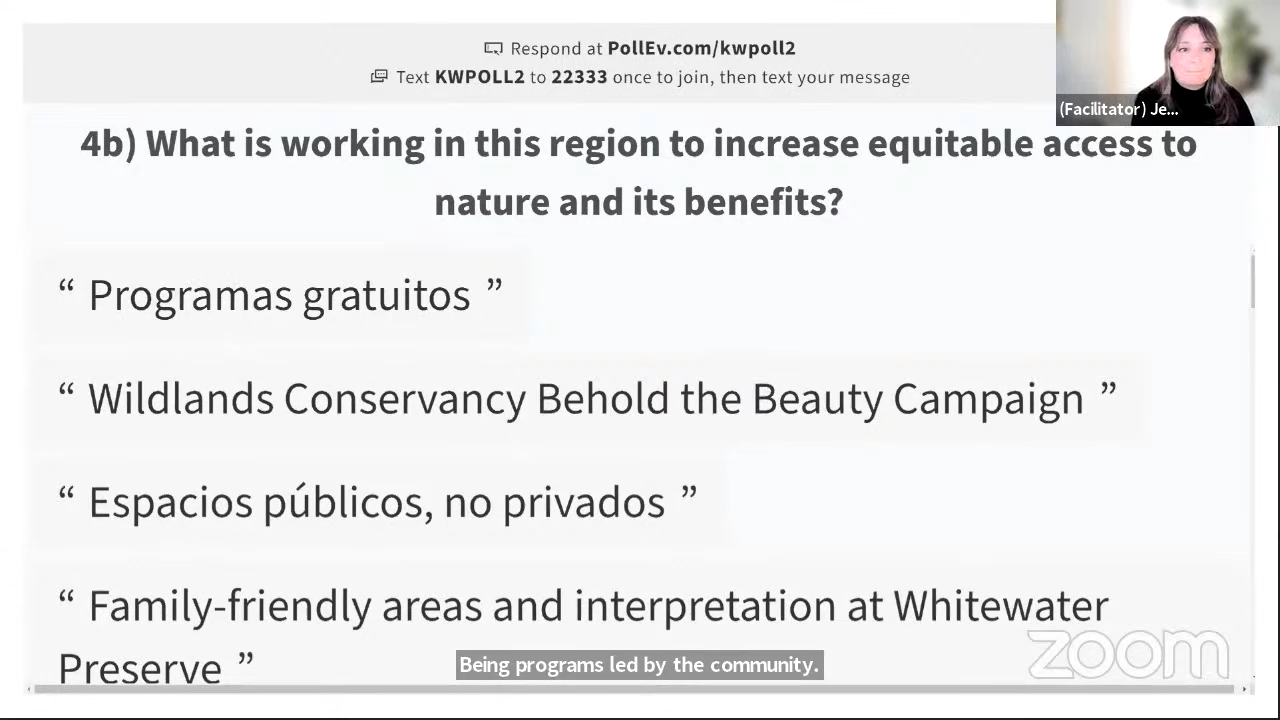 Respond at PollEv.com/kwpoll2
Text KWPOLL2 to 22333 once to join, then text your message
(Facilitator) Je...
4b) What is working in this region to increase equitable access to
nature and its benefits?
“ Programas gratuitos ”
“ Wildlands Conservancy Behold the Beauty Campaign ”
“ Espacios públicos, no privados ”
“ Family-friendly areas and interpretation at Whitewater
Preserve ”
Being programs led by the community.
zoom